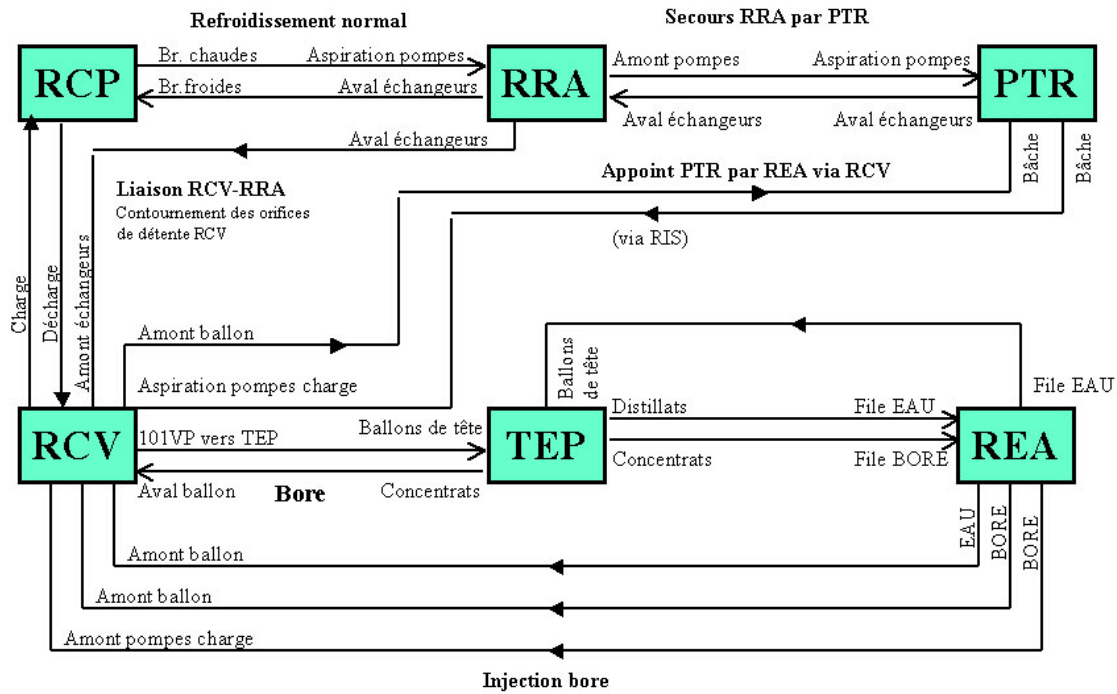 Refroidissement normal
Secours RRA par PTR
RCP
Br. chaudes
Aspiration pompes
RRA
Amont pompes
Aspiration pompes
PTR
Br.froides
Aval échangeurs
Aval échangeurs
Aval échangeurs
Aval échangeurs
Bâche
Bâche
Liaison RCV-RRA
Contournement des orifices
de détente RCV
Appoint PTR par REA via RCV
(via RIS)
Charge
Décharge
Amont échangeurs
Amont ballon
Aspiration pompes charge
Ballons
de tête
File EAU
RCV
101VP vers TEP
Ballons de tête
TEP
Distillats
File EAU
REA
Concentrats
File BORE
Aval ballon
Bore
Concentrats
EAU
BORE
BORE
Amont ballon
Amont ballon
Amont pompes charge
Injection bore